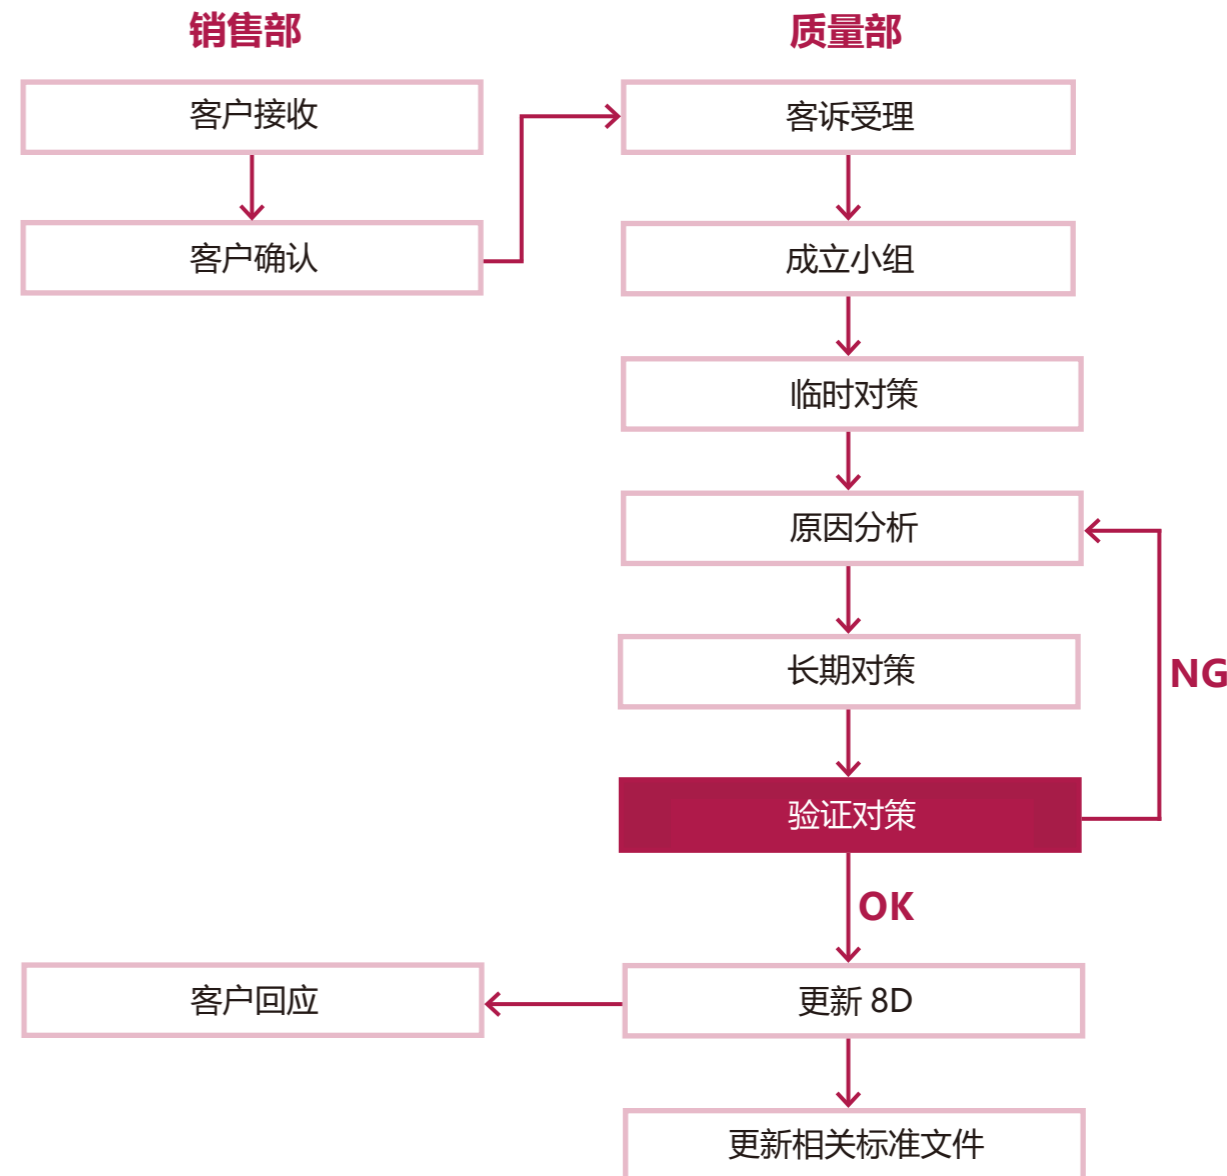 销售部
质量部
客户接收
客诉受理
客户确认
成立小组
临时对策
原因分析
长期对策
NG
验证对策
OK
客户回应
更新 8D
更新相关标准文件